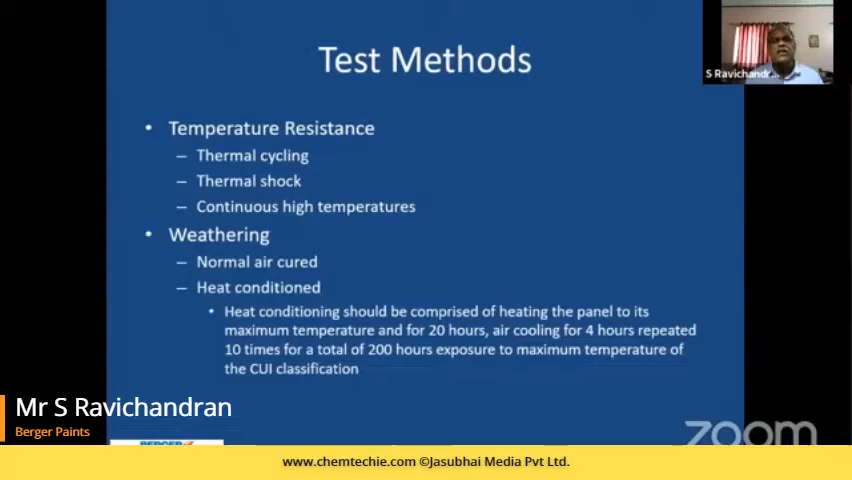 Test Methods
S Ravichandr...
• Temperature Resistance
– Thermal cycling
– Thermal shock
– Continuous high temperatures
• Weathering
– Normal air cured
– Heat conditioned
• Heat conditioning should be comprised of heating the panel to its
maximum temperature and for 20 hours, air cooling for 4 hours repeated
10 times for a total of 200 hours exposure to maximum temperature of
the CUI classification
Mr S Ravichandran
Berger Paints
BERGER
zoom
www.chemtechie.com ©Jasubhai Media Pvt Ltd.